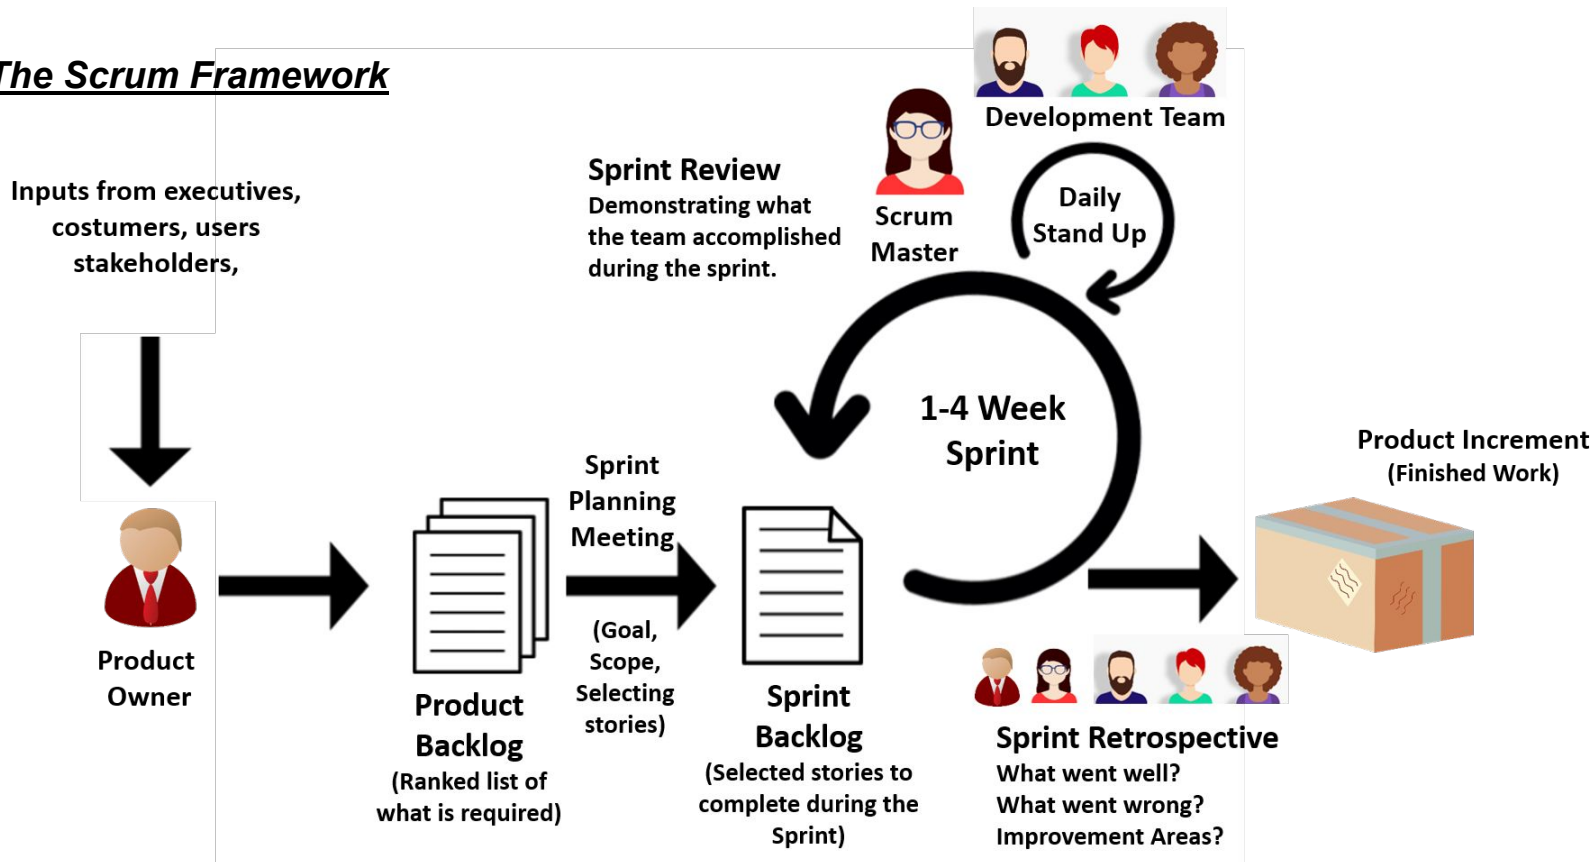 The Scrum Framework
Inputs from executives,
costumers, users
stakeholders,
Product
Owner
Product
Backlog
(Ranked list of
what is required)
Sprint
Planning
Meeting
(Goal,
Scope,
Selecting
stories)
Sprint
Backlog
(Selected stories to
complete during the
Sprint)
Sprint Review
Demonstrating what
the team accomplished
during the sprint.
Scrum
Master
Development Team
Daily
Stand Up
1-4 Week
Sprint
Sprint Retrospective
What went well?
What went wrong?
Improvement Areas?
Product Increment
(Finished Work)